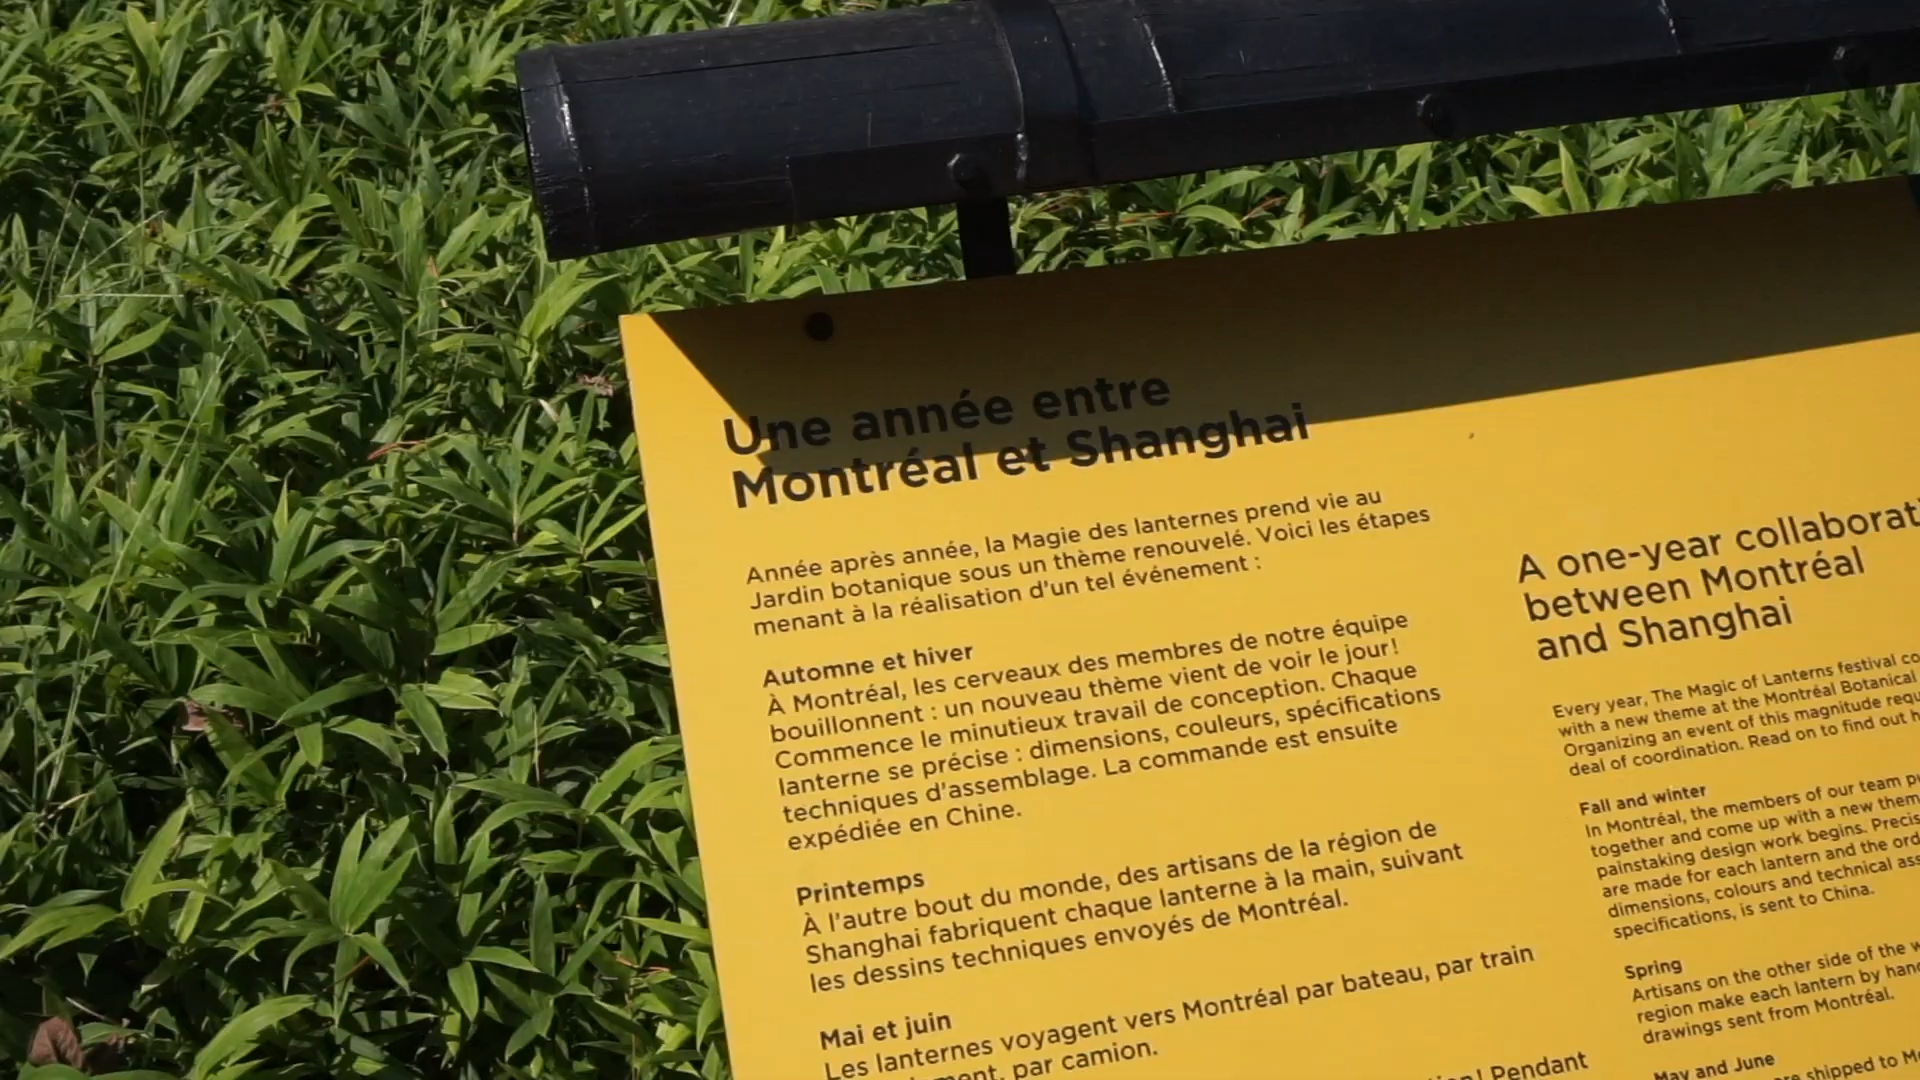 Une année entre
Montréal et Shanghai
Année après année, la Magie des lanternes prend vie au
Jardin botanique sous un thème renouvelé. Voici les étapes
menant à la réalisation d'un tel événement :
Automne et hiver
À Montréal, les cerveaux des membres de notre équipe
bouillonnent : un nouveau thème vient de voir le jour!
Commence le minutieux travail de conception. Chaque
lanterne se précise : dimensions, couleurs, spécifications
techniques d'assemblage. La commande est ensuite
expédiée en Chine.
Printemps
À l'autre bout du monde, des artisans de la région de
Shanghai fabriquent chaque lanterne à la main, suivant
les dessins techniques envoyés de Montréal.
Mai et juin
Les lanternes voyagent vers Montréal par bateau, par train
par camion.
Pendant
A one-year
between Montréal
and Shanghai
Every year, The Magic of Lanterns festival
with a new theme at the Montréal Botanical
Organizing an event of this magnitude
deal of coordination. Read on to find out
Fall and winter
In Montréal, the members of our team
together and come up with a new
painstaking design work begins.
are made for each lantern and the
dimensions, colours and technical
specifications, is sent to China.
Spring
Artisans on the other side of the
region make each lantern by
drawings sent from Montréal.
May and June
shipped to